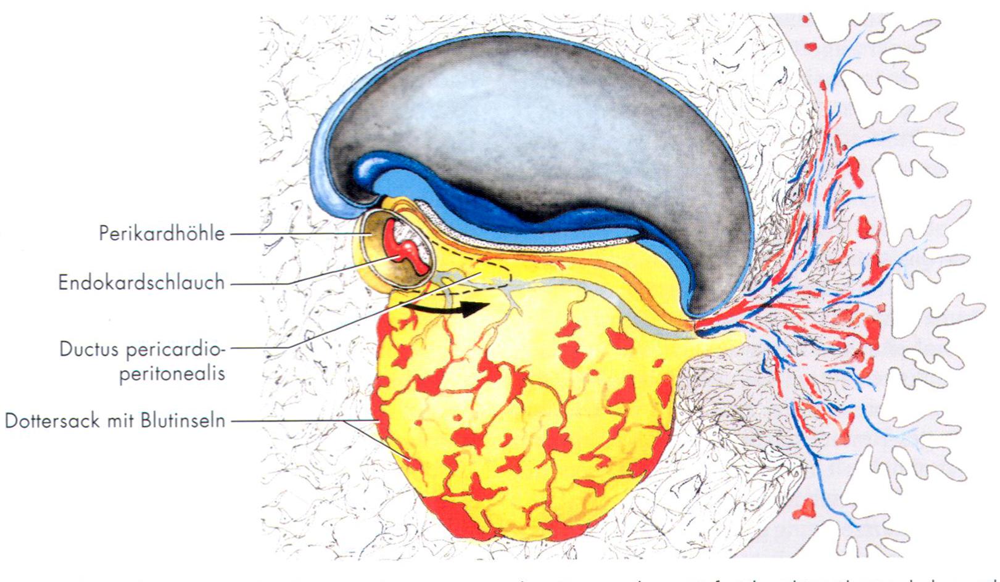 Perikardhöhle
Endokardschlauch
Ductus pericardio-
peritonealis
Dottersack mit Blutinseln